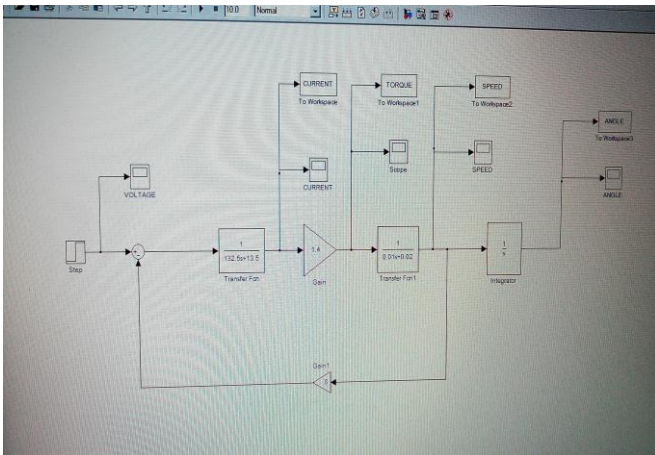 10.0 Normal
CURRENT
To Workspace
TORQUE
To Workspace1
SPEED
To Workspace2
ANGLE
To Workspace3
VOLTAGE
CURRENT
Scope
SPEED
ANGLE
Step
1
132.6s+13.5
Transfer Fcn
1.4
Gain
1
0.01s+0.02
Transfer Fcn1
1
s
Integrator
Gain1